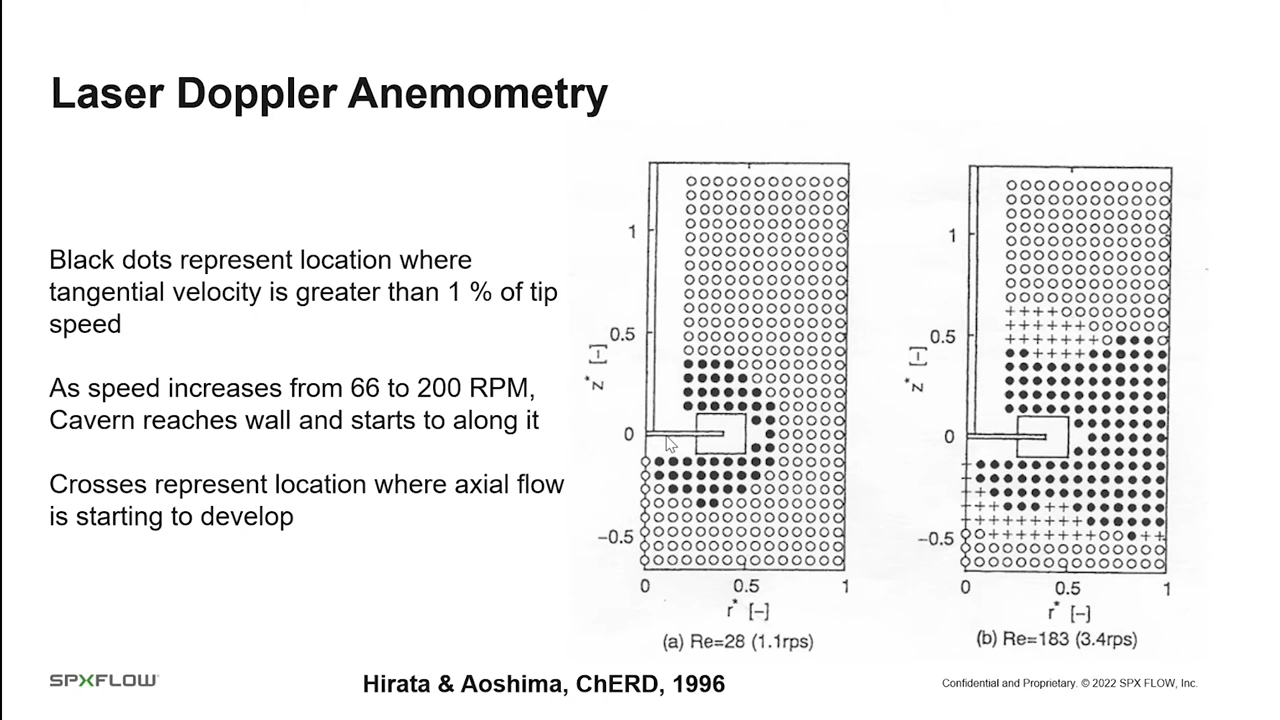 Laser Doppler Anemometry
Black dots represent location where
tangential velocity is greater than 1 % of tip
speed
As speed increases from 66 to 200 RPM,
Cavern reaches wall and starts to along it
Crosses represent location where axial flow
is starting to develop
1
0.5
0
−0.5
z* [-]
0 0.5 1
r* [-]
(a) Re=28 (1.1rps)
1
0.5
0
−0.5
z* [-]
0 0.5 1
r* [-]
(b) Re=183 (3.4rps)
SPXFLOW
Hirata & Aoshima, ChERD, 1996
Confidential and Proprietary. © 2022 SPX FLOW, Inc.